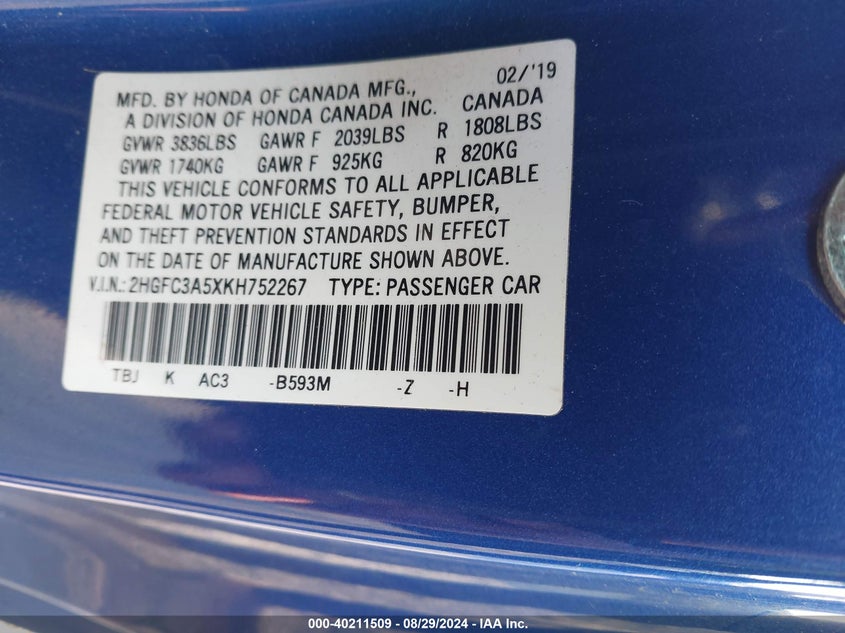 02/'19
MFD. BY HONDA OF CANADA MFG.,
A DIVISION OF HONDA CANADA INC. CANADA
GVWR 3836LBS GAWR F 2039LBS R 1808LBS
GVWR 1740KG GAWR F 925KG R 820KG
THIS VEHICLE CONFORMS TO ALL APPLICABLE
FEDERAL MOTOR VEHICLE SAFETY, BUMPER,
AND THEFT PREVENTION STANDARDS IN EFFECT
ON THE DATE OF MANUFACTURE SHOWN ABOVE.
V.I.N.: 2HGFC3A5XKH752267 TYPE: PASSENGER CAR
TBJ K AC3 -B593M -Z -H
000-40211509 - 08/29/2024 - IAA Inc.